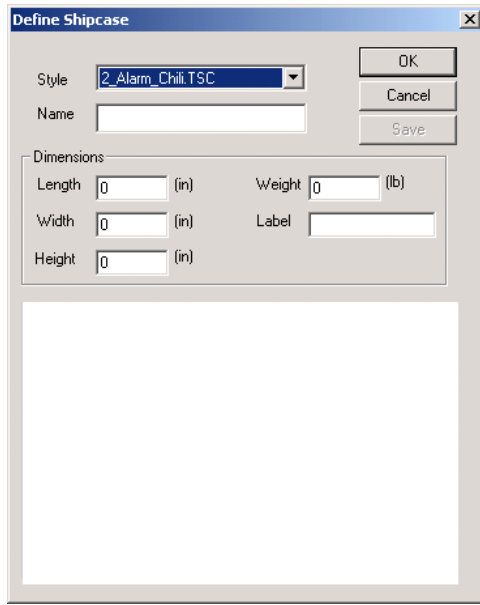 Define Shipcase
Style 2_Alarm_Chili.TSC OK
Name Cancel
Save
Dimensions
Length 0 (in) Weight 0 (lb)
Width 0 (in) Label
Height 0 (in)